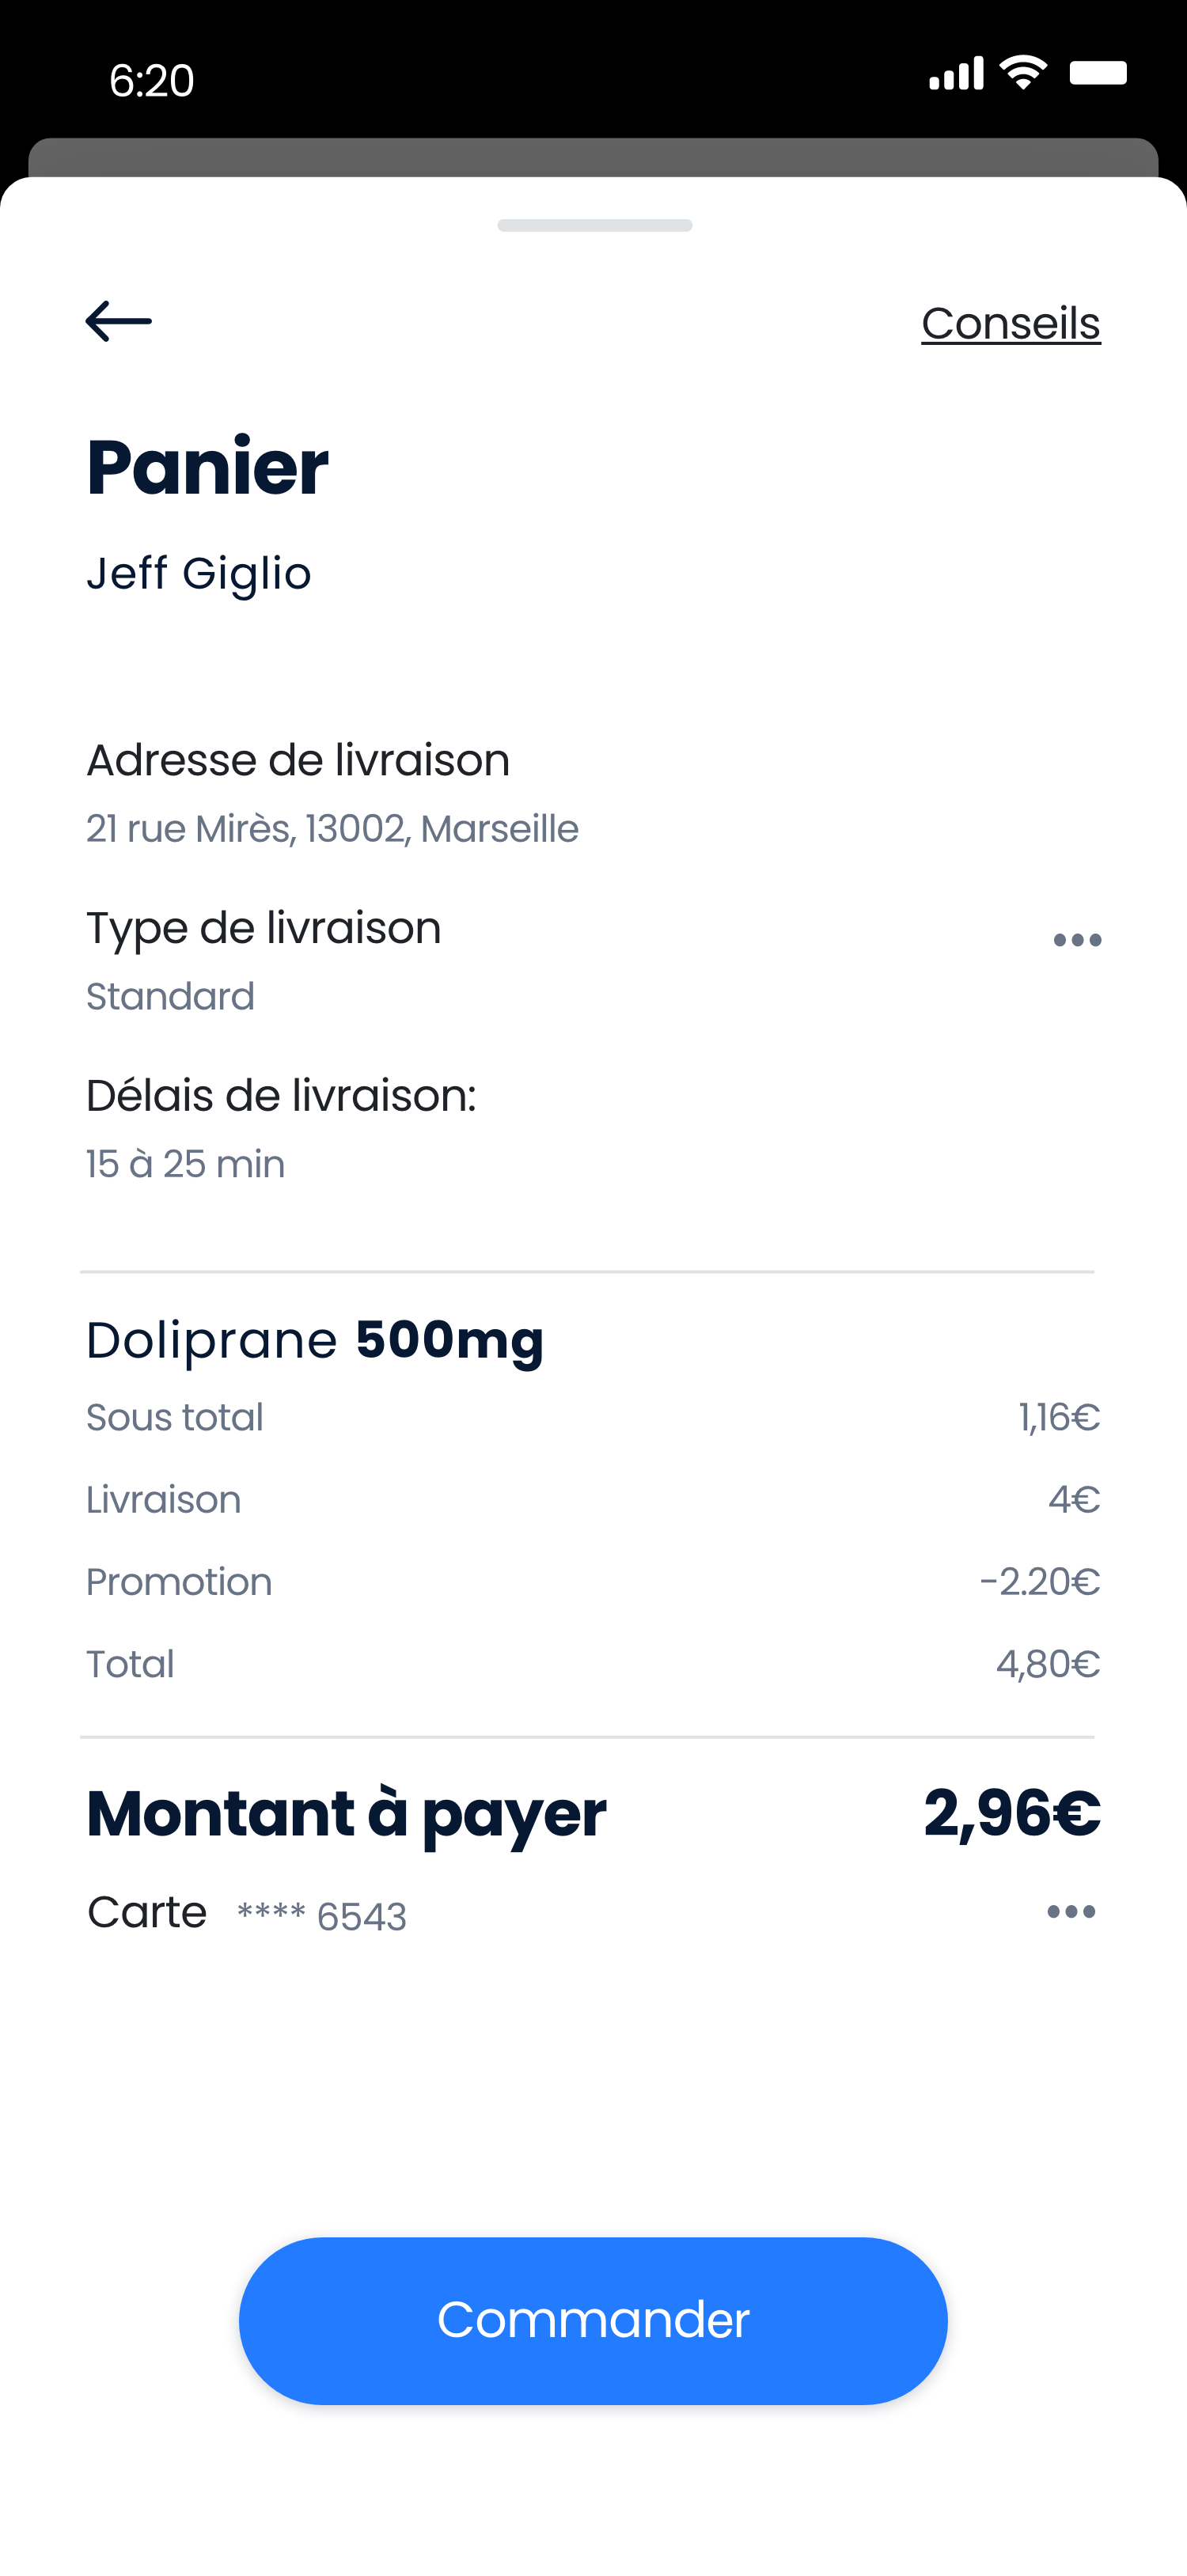 6:20
Conseils
Panier
Jeff Giglio
Adresse de livraison
21 rue Mirès, 13002, Marseille
Type de livraison
Standard
Délais de livraison:
15 à 25 min
Doliprane 500mg
Sous total 1,16€
Livraison 4€
Promotion -2.20€
Total 4,80€
Montant à payer 2,96€
Carte **** 6543
Commander